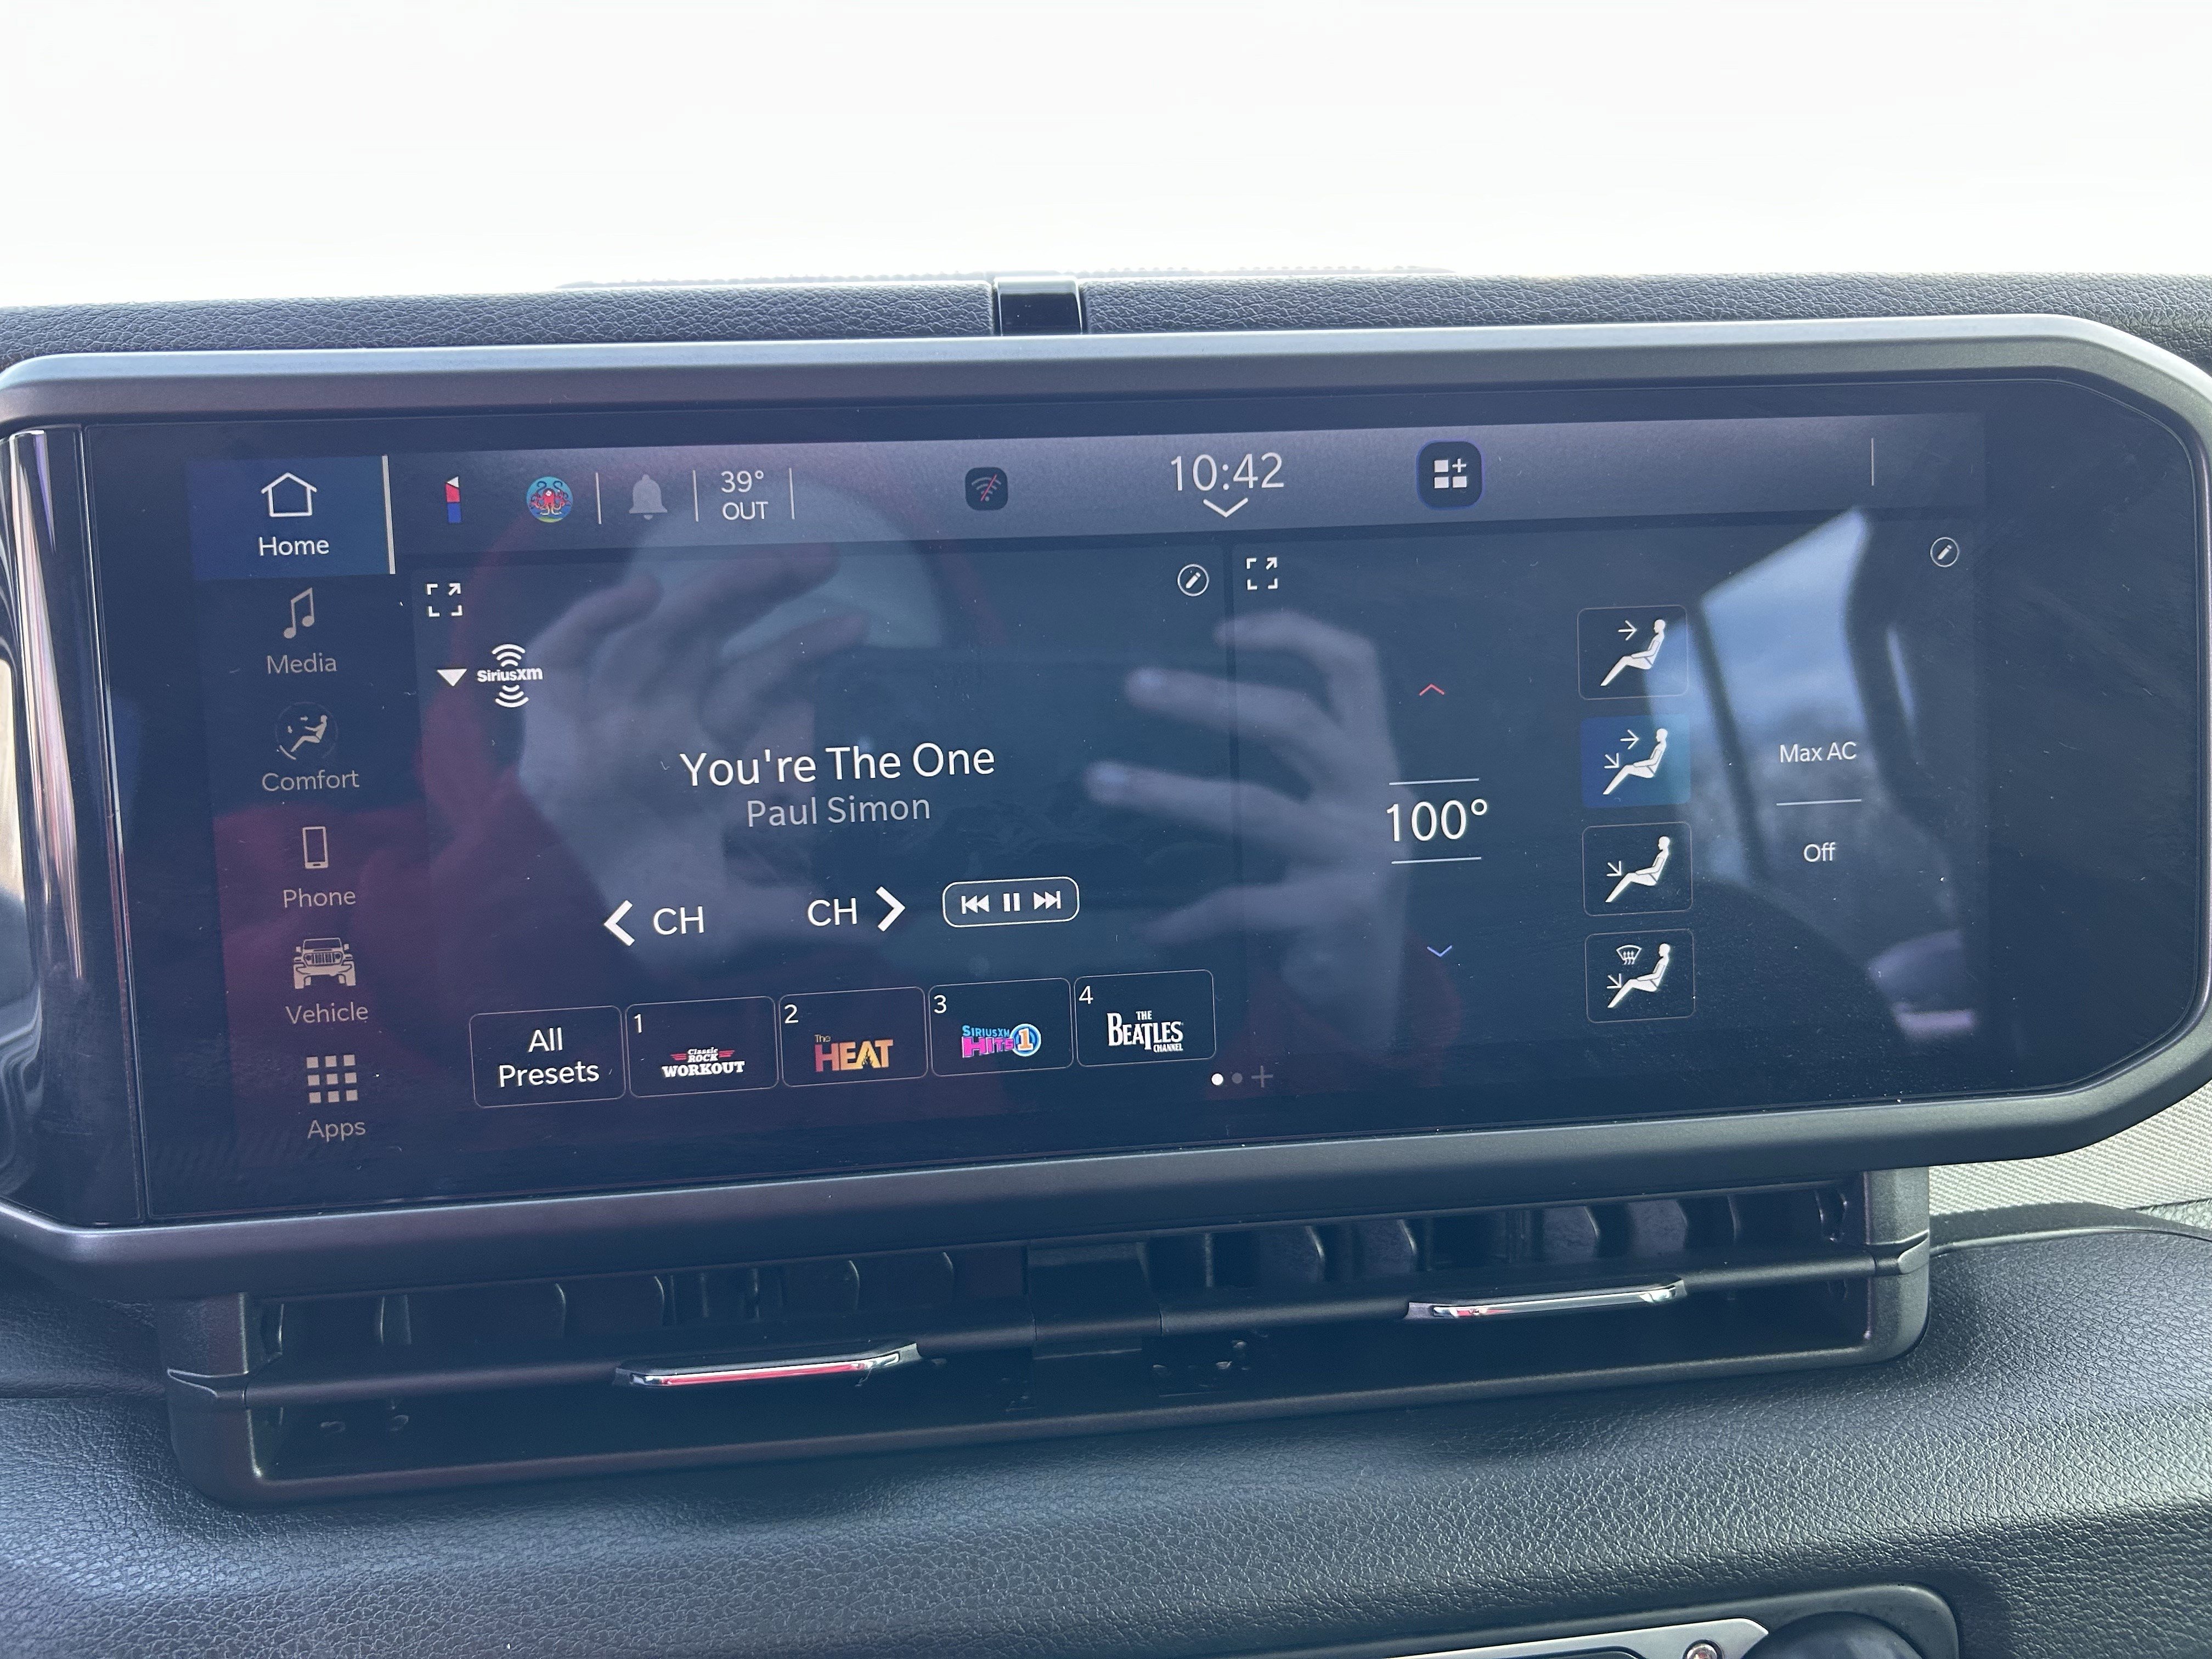 Home
39°
OUT
10:42
Media
SiriusXm
Comfort
You're The One
Paul Simon
100°
Max AC
Off
Phone
CH
CH
Vehicle
All
Presets
1
Classic
ROCK
WORKOUT
2
The
HEAT
3
SIRIUSXM
HITS 1
4
THE
BEATLES
CHANNEL
Apps